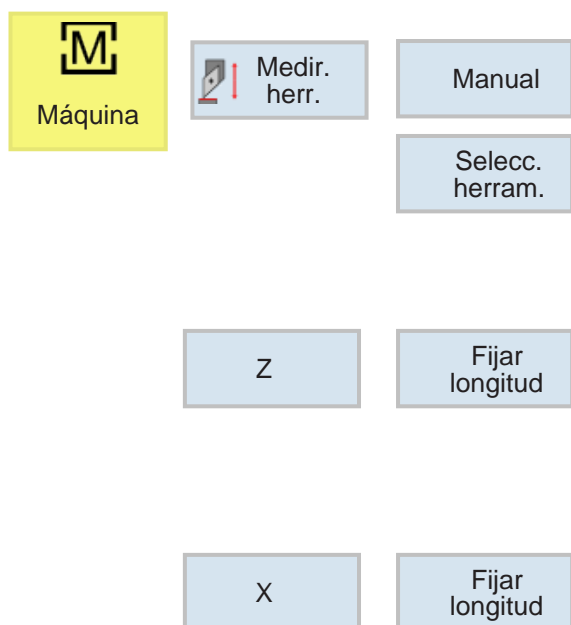 M
Máquina
Medir.
herr.
Manual
Selecc.
herram.
Z
Fijar
longitud
X
Fijar
longitud